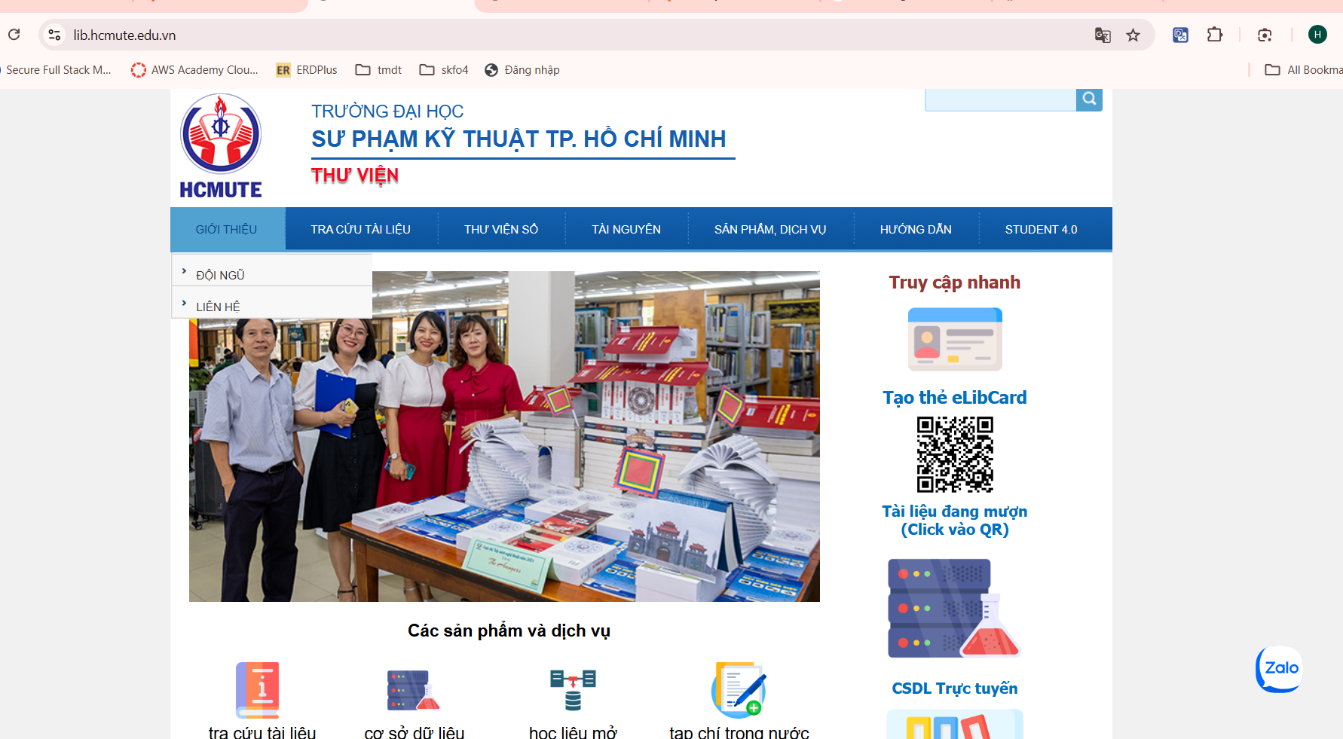 lib.hcmute.edu.vn
Secure Full Stack M...
AWS Academy Clou...
ER
ERDPlus
tmdt
skfo4
Đăng nhập
All Bookma
H
TRƯỜNG ĐẠI HỌC
SƯ PHẠM KỸ THUẬT TP. HỒ CHÍ MINH
THƯ VIỆN
HCMUTE
GIỚI THIỆU
TRA CỨU TÀI LIỆU
THƯ VIỆN SỐ
TÀI NGUYÊN
SẢN PHẨM, DỊCH VỤ
HƯỚNG DẪN
STUDENT 4.0
ĐỘI NGŨ
LIÊN HỆ
Truy cập nhanh
Tạo thẻ eLibCard
Tài liệu đang mượn
(Click vào QR)
CSDL Trực tuyến
Các sản phẩm và dịch vụ
tra cứu tài liệu
cơ sở dữ liệu
học liệu mở
tạp chí trong nước
Zalo